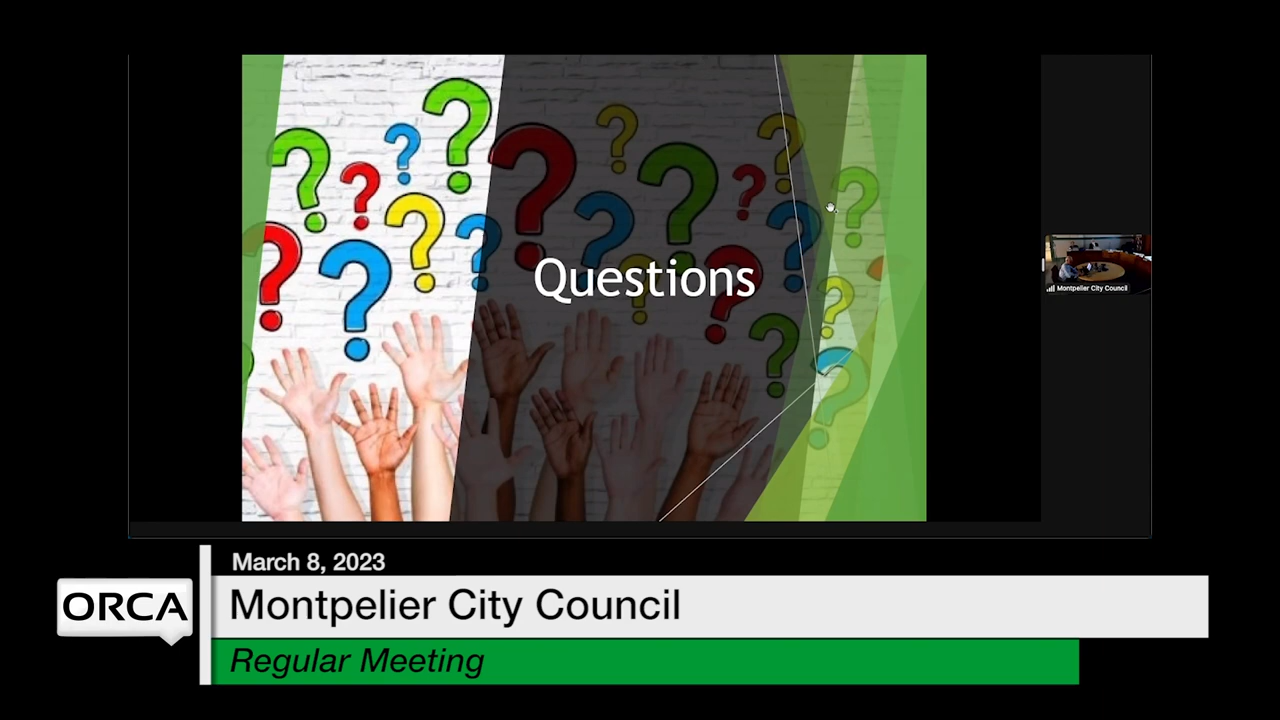 Questions
Montpelier City Council
March 8, 2023
ORCA
Montpelier City Council
Regular Meeting